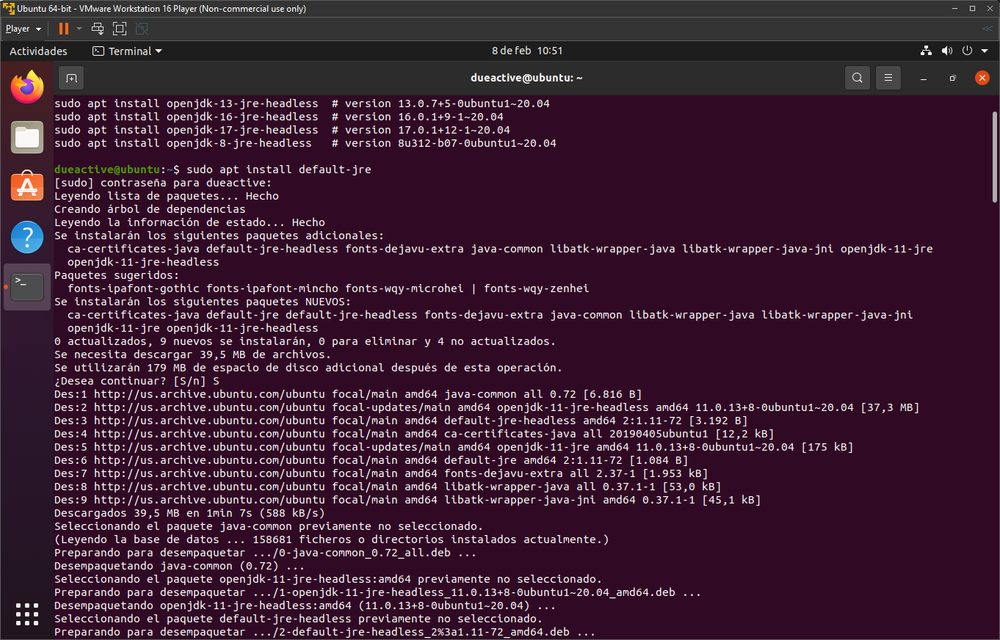 Ubuntu 64-bit - VMware Workstation 16 Player (Non-commercial use only)
Player
Actividades Terminal 8 de feb 10:51
dueactive@ubuntu: ~
sudo apt install openjdk-13-jre-headless  # version 13.0.7+5-0ubuntu1~20.04
sudo apt install openjdk-16-jre-headless  # version 16.0.1+9-1~20.04
sudo apt install openjdk-17-jre-headless  # version 17.0.1+12-1~20.04
sudo apt install openjdk-8-jre-headless   # version 8u312-b07-0ubuntu1~20.04
dueactive@ubuntu:~$ sudo apt install default-jre
[sudo] contraseña para dueactive:
Leyendo lista de paquetes... Hecho
Creando árbol de dependencias
Leyendo la información de estado... Hecho
Se instalarán los siguientes paquetes adicionales:
  ca-certificates-java default-jre-headless fonts-dejavu-extra java-common libatk-wrapper-java libatk-wrapper-java-jni openjdk-11-jre
  openjdk-11-jre-headless
Paquetes sugeridos:
  fonts-ipafont-gothic fonts-ipafont-mincho fonts-wqy-microhei | fonts-wqy-zenhei
Se instalarán los siguientes paquetes NUEVOS:
  ca-certificates-java default-jre default-jre-headless fonts-dejavu-extra java-common libatk-wrapper-java libatk-wrapper-java-jni
  openjdk-11-jre openjdk-11-jre-headless
0 actualizados, 9 nuevos se instalarán, 0 para eliminar y 4 no actualizados.
Se necesita descargar 39,5 MB de archivos.
Se utilizarán 179 MB de espacio de disco adicional después de esta operación.
¿Desea continuar? [S/n] S
Des:1 http://us.archive.ubuntu.com/ubuntu focal/main amd64 java-common all 0.72 [6.816 B]
Des:2 http://us.archive.ubuntu.com/ubuntu focal-updates/main amd64 openjdk-11-jre-headless amd64 11.0.13+8-0ubuntu1~20.04 [37,3 MB]
Des:3 http://us.archive.ubuntu.com/ubuntu focal/main amd64 default-jre-headless amd64 2:1.11-72 [3.192 B]
Des:4 http://us.archive.ubuntu.com/ubuntu focal/main amd64 ca-certificates-java all 20190405ubuntu1 [12,2 kB]
Des:5 http://us.archive.ubuntu.com/ubuntu focal-updates/main amd64 openjdk-11-jre amd64 11.0.13+8-0ubuntu1~20.04 [175 kB]
Des:6 http://us.archive.ubuntu.com/ubuntu focal/main amd64 default-jre amd64 2:1.11-72 [1.084 B]
Des:7 http://us.archive.ubuntu.com/ubuntu focal/main amd64 fonts-dejavu-extra all 2.37-1 [1.953 kB]
Des:8 http://us.archive.ubuntu.com/ubuntu focal/main amd64 libatk-wrapper-java all 0.37.1-1 [53,0 kB]
Des:9 http://us.archive.ubuntu.com/ubuntu focal/main amd64 libatk-wrapper-java-jni amd64 0.37.1-1 [45,1 kB]
Descargados 39,5 MB en 1min 7s (588 kB/s)
Seleccionando el paquete java-common previamente no seleccionado.
(Leyendo la base de datos ... 158681 ficheros o directorios instalados actualmente.)
Preparando para desempaquetar .../0-java-common_0.72_all.deb ...
Desempaquetando java-common (0.72) ...
Seleccionando el paquete openjdk-11-jre-headless:amd64 previamente no seleccionado.
Preparando para desempaquetar .../1-openjdk-11-jre-headless_11.0.13+8-0ubuntu1~20.04_amd64.deb ...
Desempaquetando openjdk-11-jre-headless:amd64 (11.0.13+8-0ubuntu1~20.04) ...
Seleccionando el paquete default-jre-headless previamente no seleccionado.
Preparando para desempaquetar .../2-default-jre-headless_2%3a1.11-72_amd64.deb ...